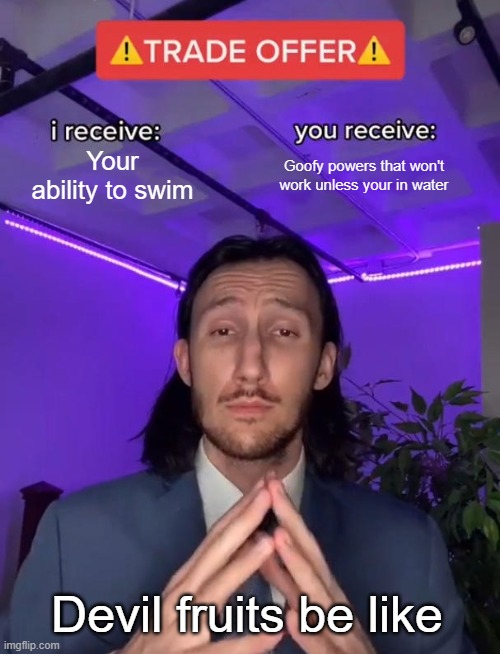 ⚠TRADE OFFER⚠
i receive:
you receive:
Your
ability to swim
Goofy powers that won't
work unless your in water
Devil fruits be like
imgflip.com